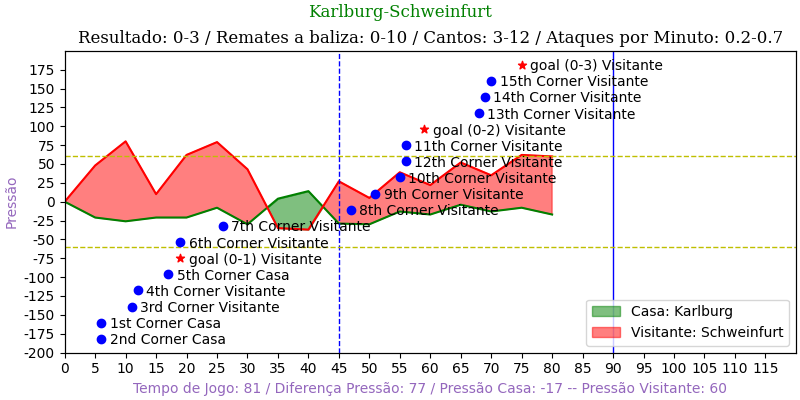 Karlburg-Schweinfurt
Resultado: 0-3 / Remates a baliza: 0-10 / Cantos: 3-12 / Ataques por Minuto: 0.2-0.7
Pressão
175
150
125
100
75
50
25
0
-25
-50
-75
-100
-125
-150
-175
-200
goal (0-3) Visitante
15th Corner Visitante
14th Corner Visitante
13th Corner Visitante
goal (0-2) Visitante
11th Corner Visitante
12th Corner Visitante
10th Corner Visitante
9th Corner Visitante
8th Corner Visitante
7th Corner Visitante
6th Corner Visitante
goal (0-1) Visitante
5th Corner Casa
4th Corner Visitante
3rd Corner Visitante
1st Corner Casa
2nd Corner Casa
Casa: Karlburg
Visitante: Schweinfurt
0 5 10 15 20 25 30 35 40 45 50 55 60 65 70 75 80 85 90 95 100 105 110 115
Tempo de Jogo: 81 / Diferença Pressão: 77 / Pressão Casa: -17 -- Pressão Visitante: 60